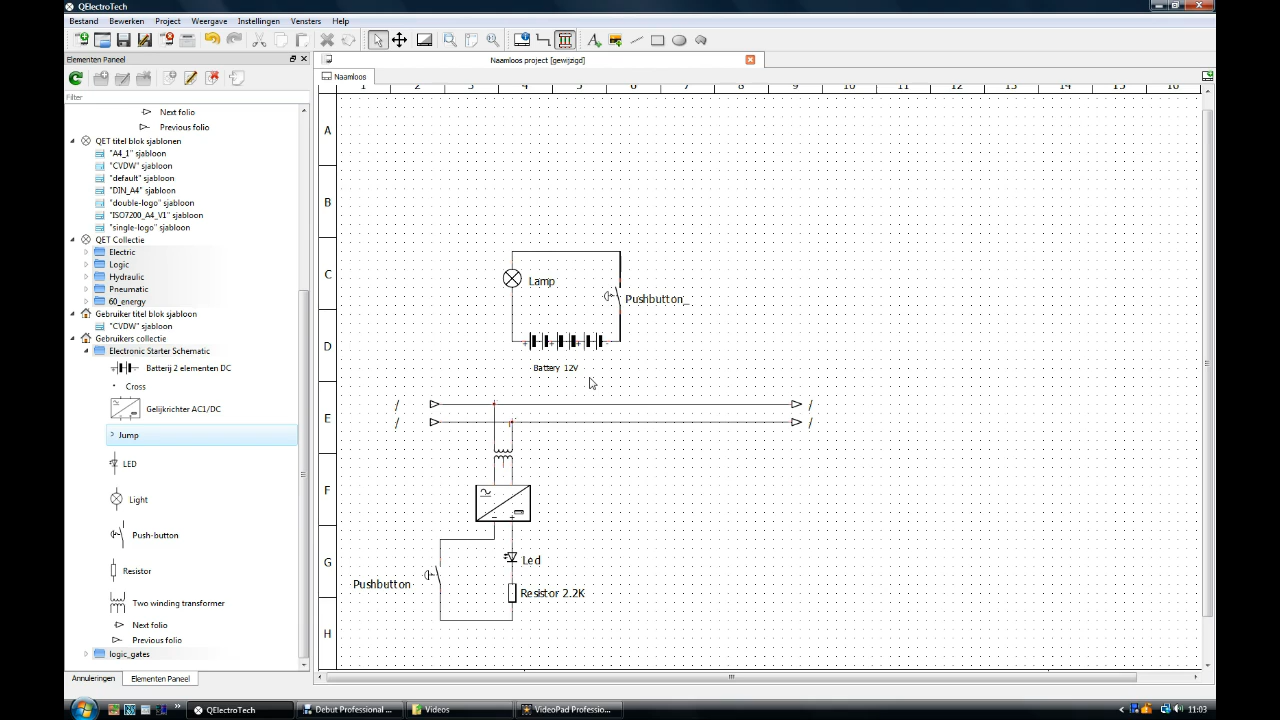 QElectroTech
Bestand Bewerken Project Weergave Instellingen Vensters Help
Elementen Paneel
Naamloos project [gewijzigd]
Naamloos
Filter
1 2 3 4 5 6 7 8 9 10 11 12 13 14 15 16
Next folio
Previous folio
QET titel blok sjablonen
"A4_1" sjabloon
"CVDW" sjabloon
"default" sjabloon
"DIN_A4" sjabloon
"double-logo" sjabloon
"ISO7200_A4_V1" sjabloon
"single-logo" sjabloon
QET Collectie
Electric
Logic
Hydraulic
Pneumatic
60_energy
Gebruiker titel blok sjabloon
"CVDW" sjabloon
Gebruikers collectie
Electronic Starter Schematic
Batterij 2 elementen DC
Cross
Gelijkrichter AC1/DC
Jump
LED
Light
Push-button
Resistor
Two winding transformer
Next folio
Previous folio
logic_gates
Annuleringen Elementen Paneel
A
B
C
D
E
F
G
H
Lamp
Pushbutton_
Battery 12V
/ /
/ /
Led
Pushbutton
Resistor 2.2K
QElectroTech Debut Professional ... Videos VideoPad Professio... 11:03